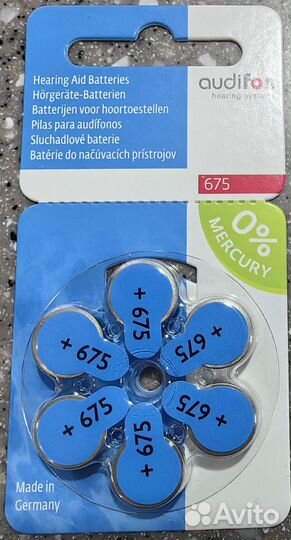 Hearing Aid Batteries
Hörgeräte-Batterien
Batterijen voor hoortoestellen
Pilas para audífonos
Sluchadlové baterie
Batérie do načúvacích prístrojov
audifon
hearing systems
675
0%
MERCURY
+ 675
+ 675
+ 675
+ 675
+ 675
+ 675
Made in
Germany
Avito